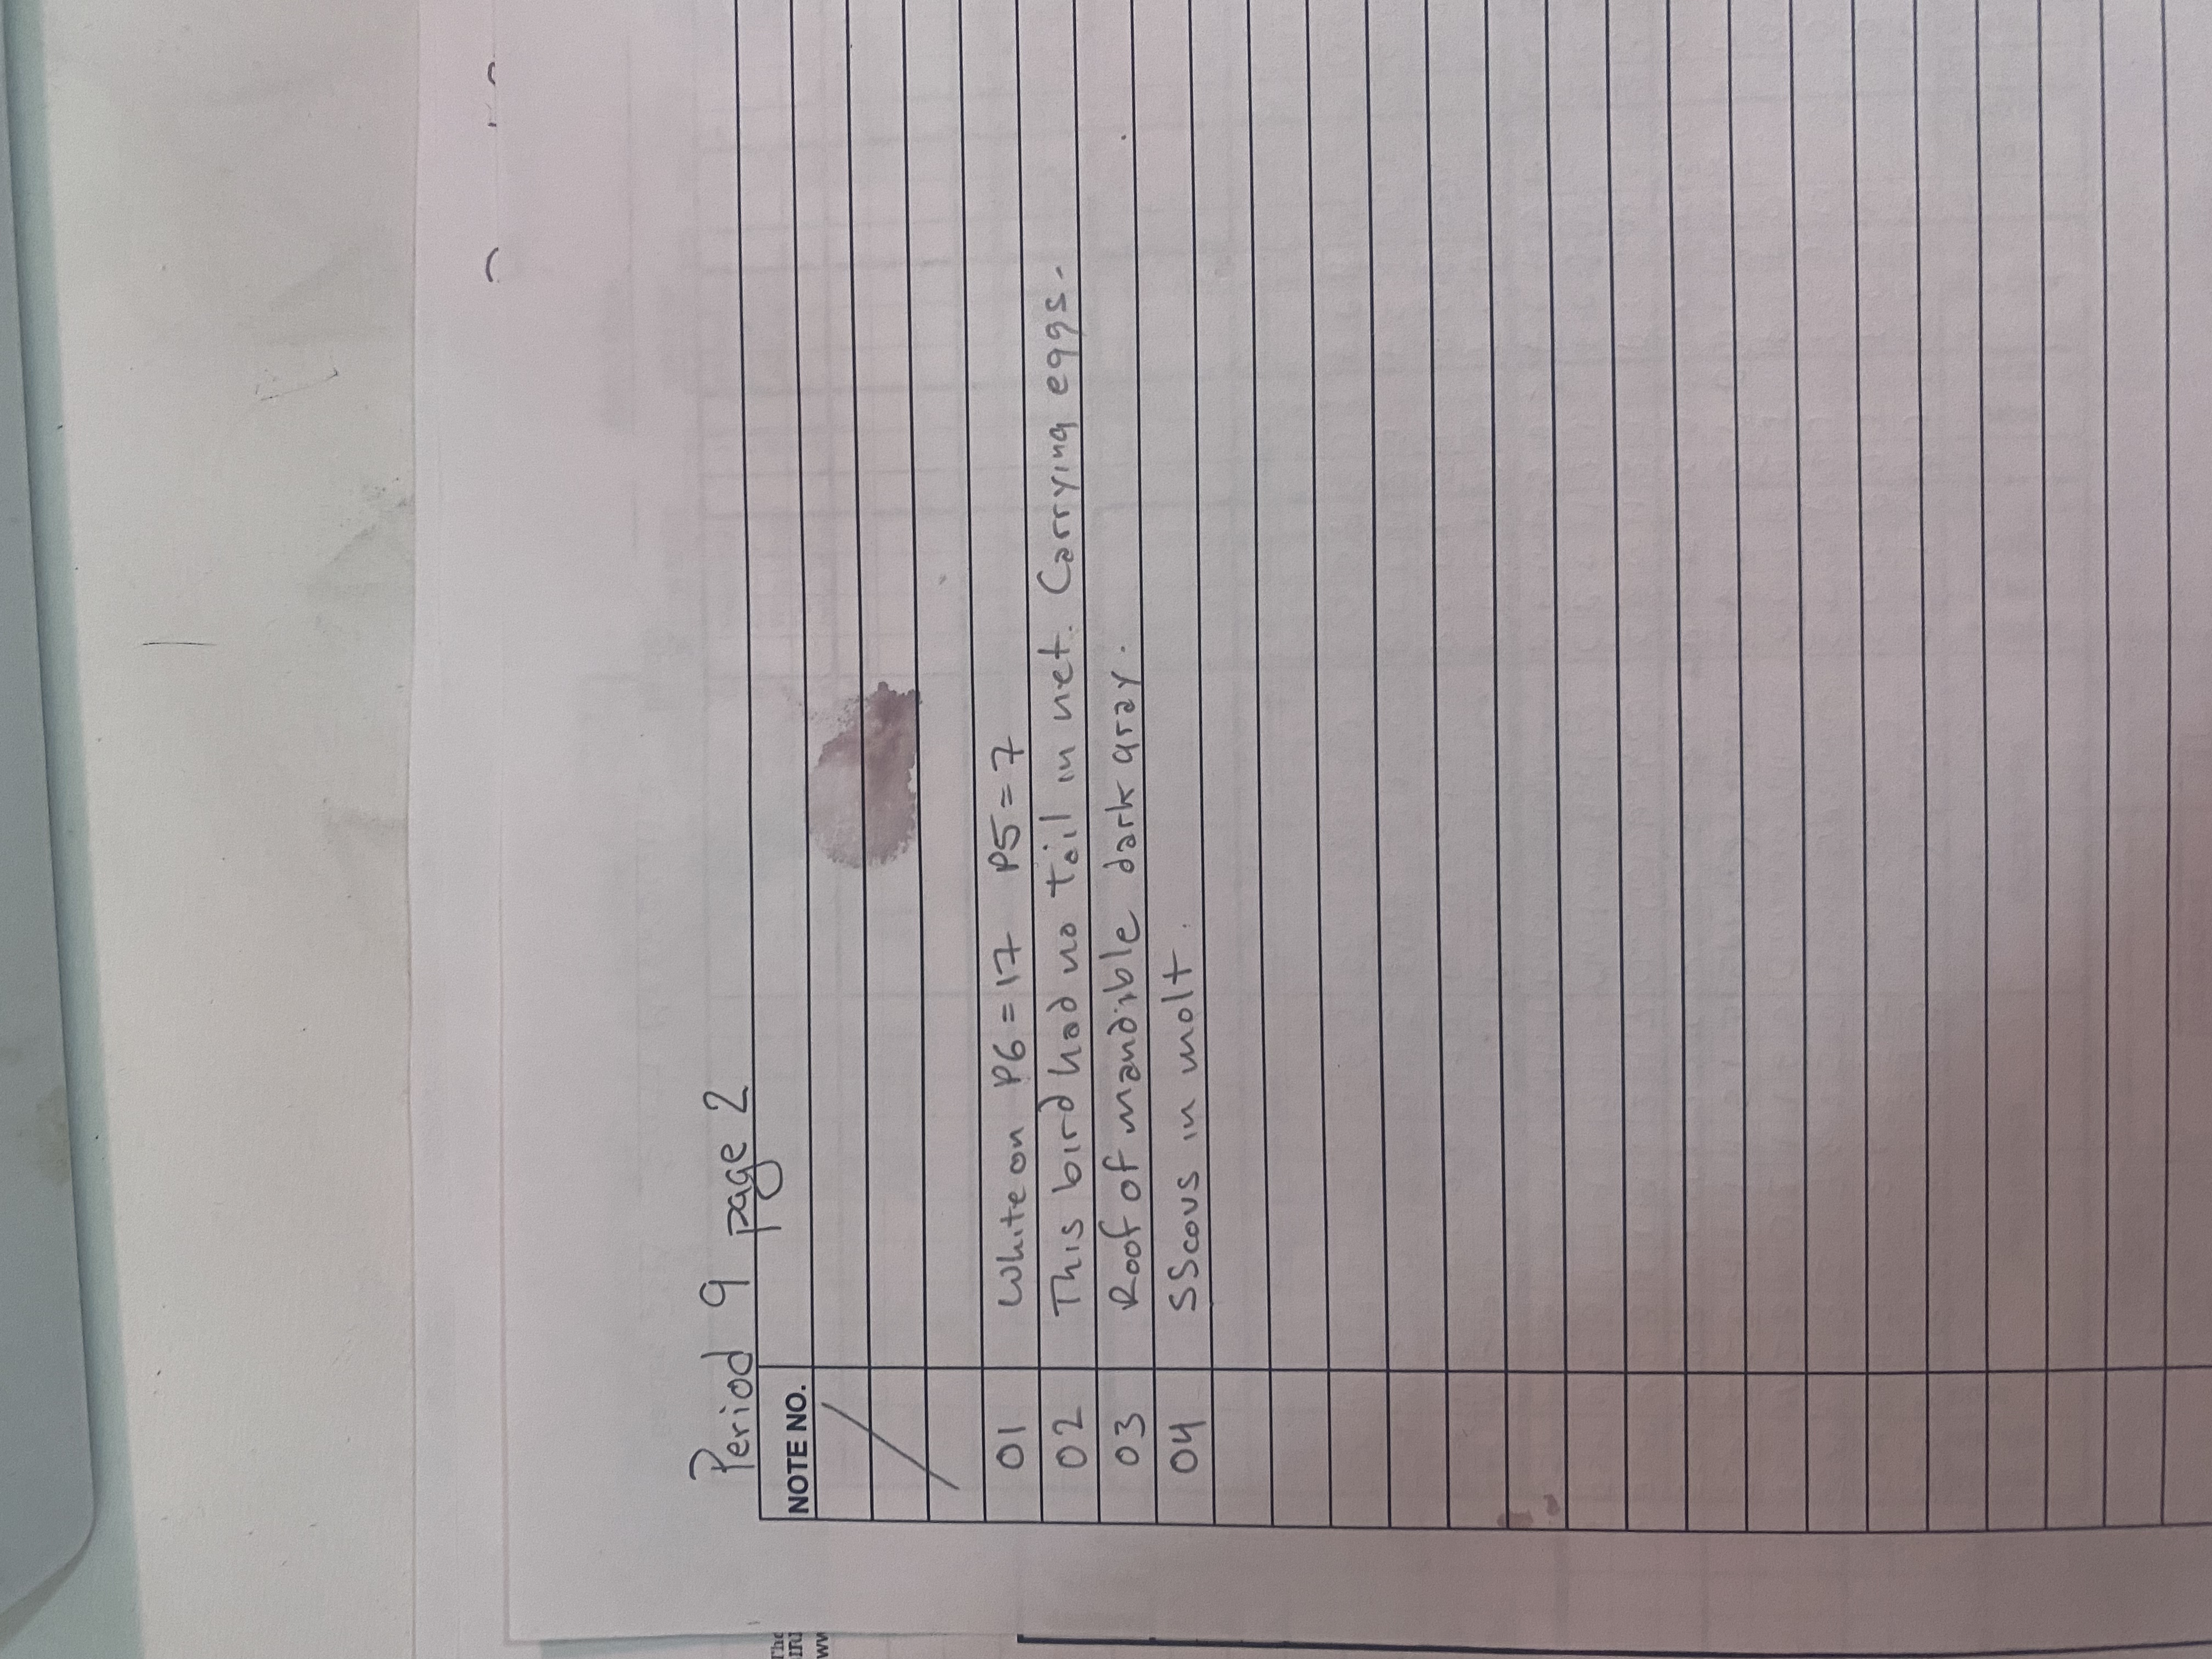 Period 9 page 2
NOTE NO.
01 White on P6 = 17 P5 = 7
02 This bird had no tail in net. Carrying eggs.
03 Roof of mandible dark gray.
04 SScovs in molt.